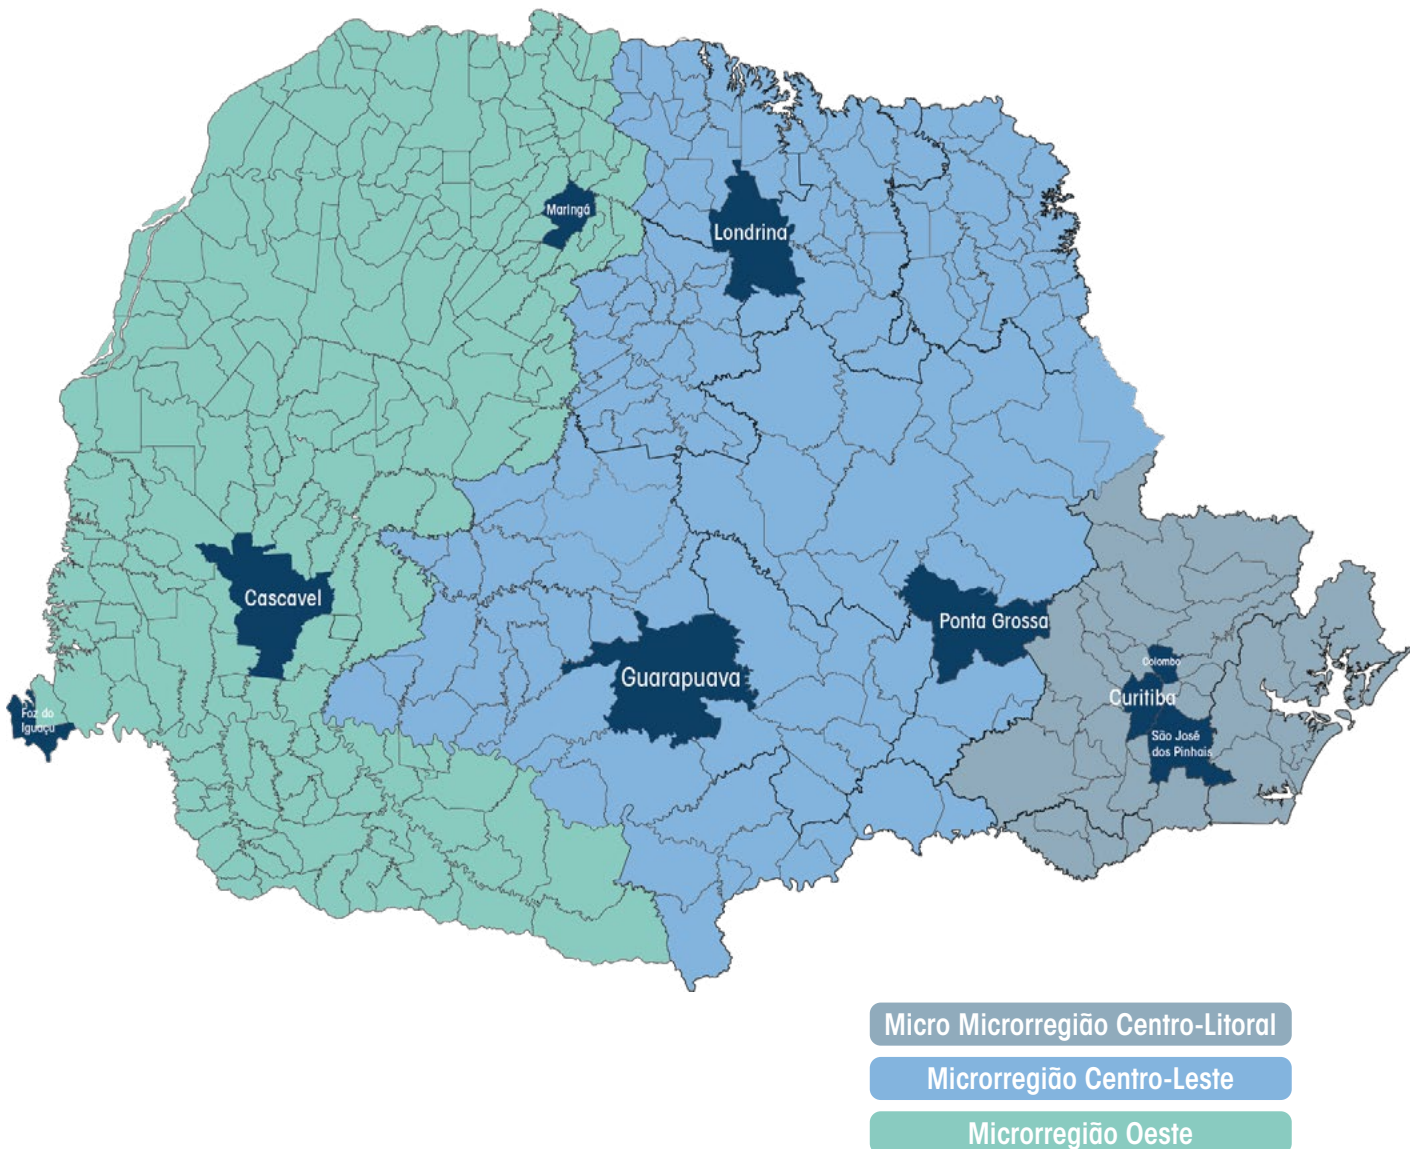 Maringá
Londrina
Cascavel
Ponta Grossa
Guarapuava
Colombo
Curitiba
Foz do
Iguaçu
São José
dos Pinhais
Micro Microrregião Centro-Litoral
Microrregião Centro-Leste
Microrregião Oeste